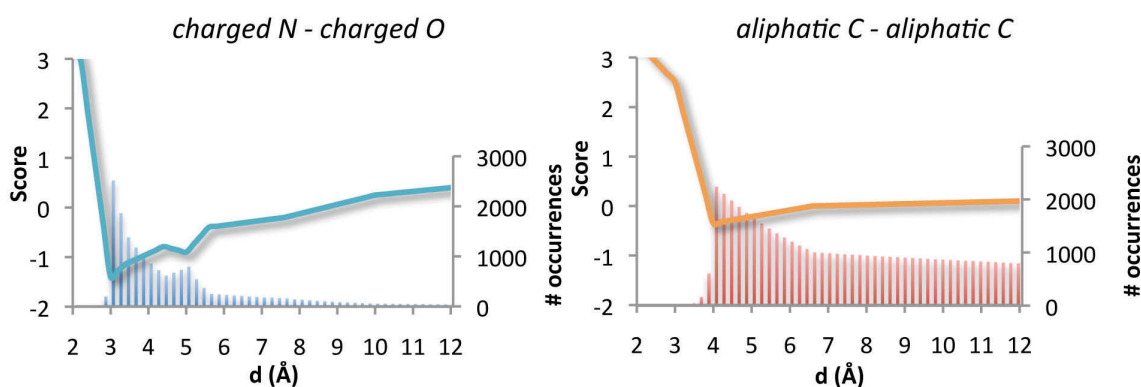 charged N - charged O
3
2
1
0
-1
-2
Score
3000
2000
1000
0
# occurrences
2 3 4 5 6 7 8 9 10 11 12
d (Å)
aliphatic C - aliphatic C
3
2
1
0
-1
-2
Score
3000
2000
1000
0
# occurrences
2 3 4 5 6 7 8 9 10 11 12
d (Å)